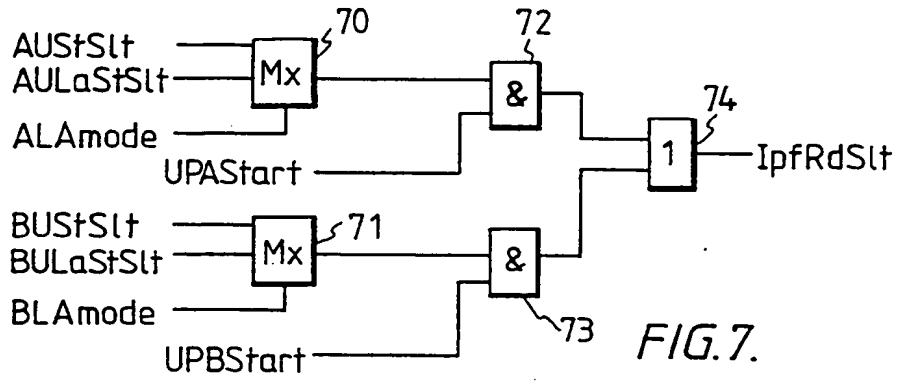 70
AUStSlt
AULaStSlt
Mx
ALAmode
72
&
UPAStart
74
1
IpfRdSlt
BUStSlt
BULaStSlt
Mx
71
BLAmode
&
73
UPBStart
FIG.7.